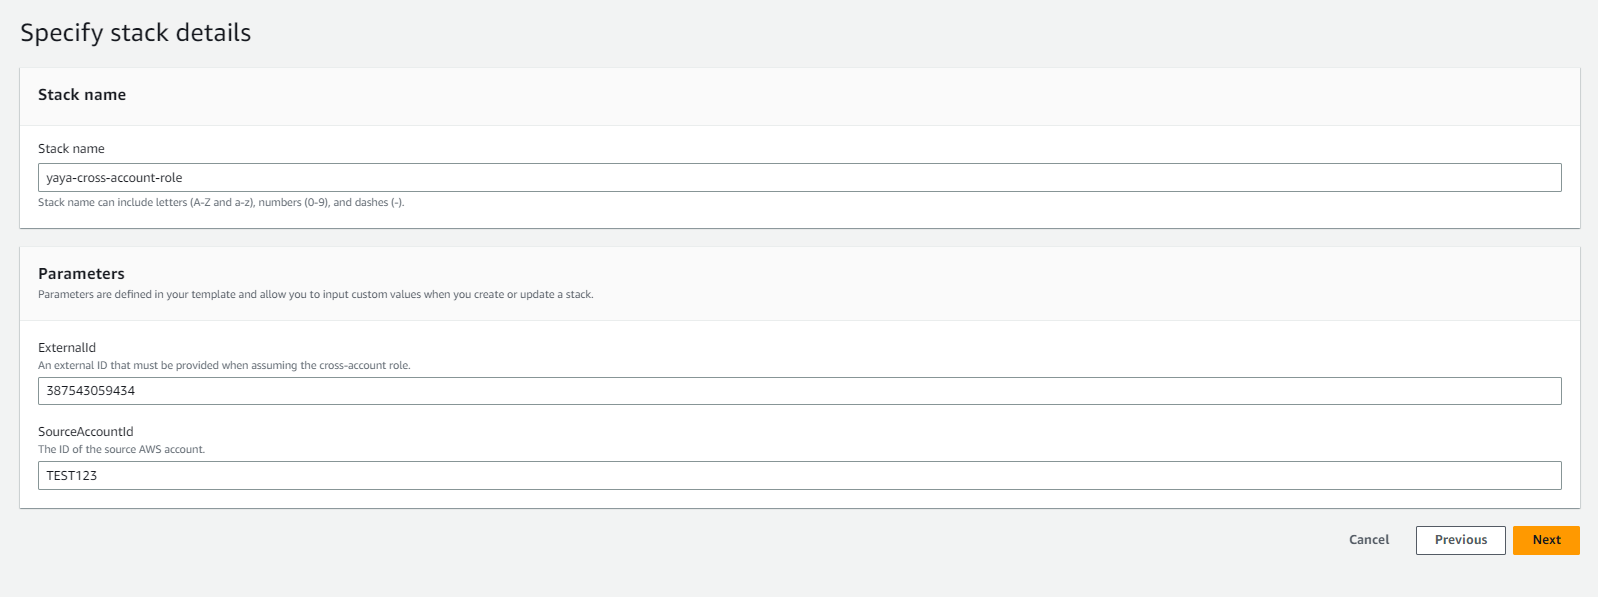 Specify stack details
Stack name
Stack name
yaya-cross-account-role
Stack name can include letters (A-Z and a-z), numbers (0-9), and dashes (-).
Parameters
Parameters are defined in your template and allow you to input custom values when you create or update a stack.
ExternalId
An external ID that must be provided when assuming the cross-account role.
387543059434
SourceAccountId
The ID of the source AWS account.
TEST123
Cancel Previous Next